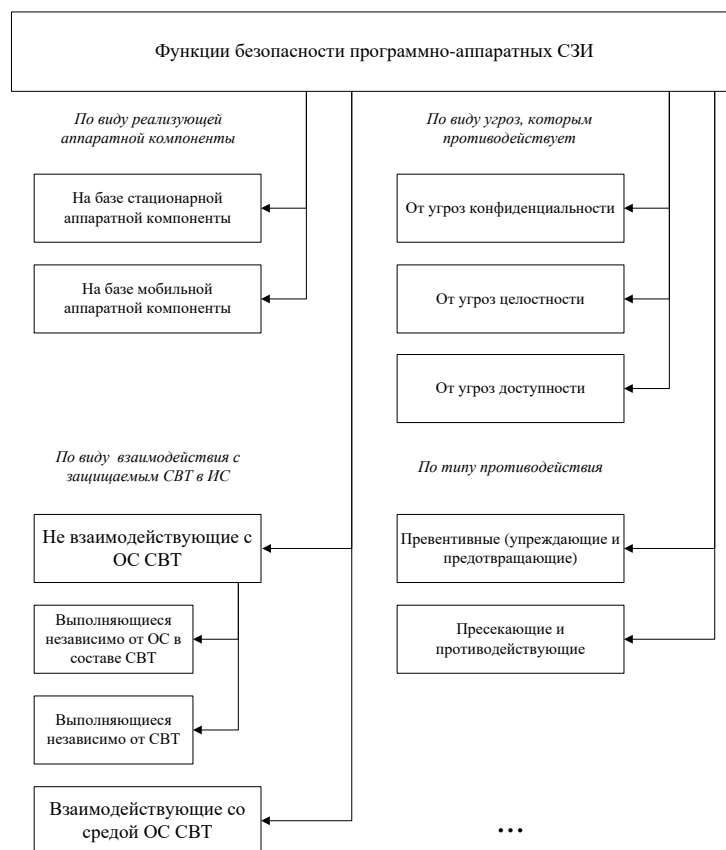 Функции безопасности программно-аппаратных СЗИ
По виду реализующей
аппаратной компоненты
На базе стационарной
аппаратной компоненты
На базе мобильной
аппаратной компоненты
По виду взаимодействия с
защищаемым СВТ в ИС
Не взаимодействующие с
ОС СВТ
Выполняющиеся
независимо от ОС в
составе СВТ
Выполняющиеся
независимо от СВТ
Взаимодействующие со
средой ОС СВТ
По виду угроз, которым
противодействует
От угроз конфиденциальности
От угроз целостности
От угроз доступности
По типу противодействия
Превентивные (упреждающие и
предотвращающие)
Пресекающие и
противодействующие
...